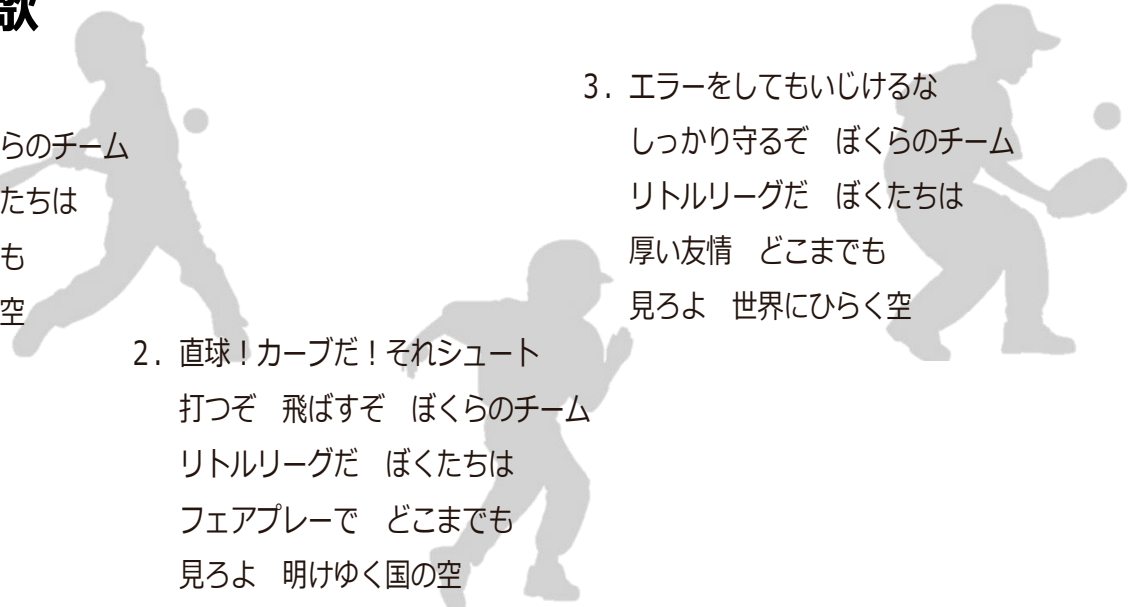 歌
らのチーム
たちは
も
空
2．直球！カーブだ！それシュート
打つぞ　飛ばすぞ　ぼくらのチーム
リトルリーグだ　ぼくたちは
フェアプレーで　どこまでも
見ろよ　明けゆく国の空
3．エラーをしてもいじけるな
しっかり守るぞ　ぼくらのチーム
リトルリーグだ　ぼくたちは
厚い友情　どこまでも
見ろよ　世界にひらく空